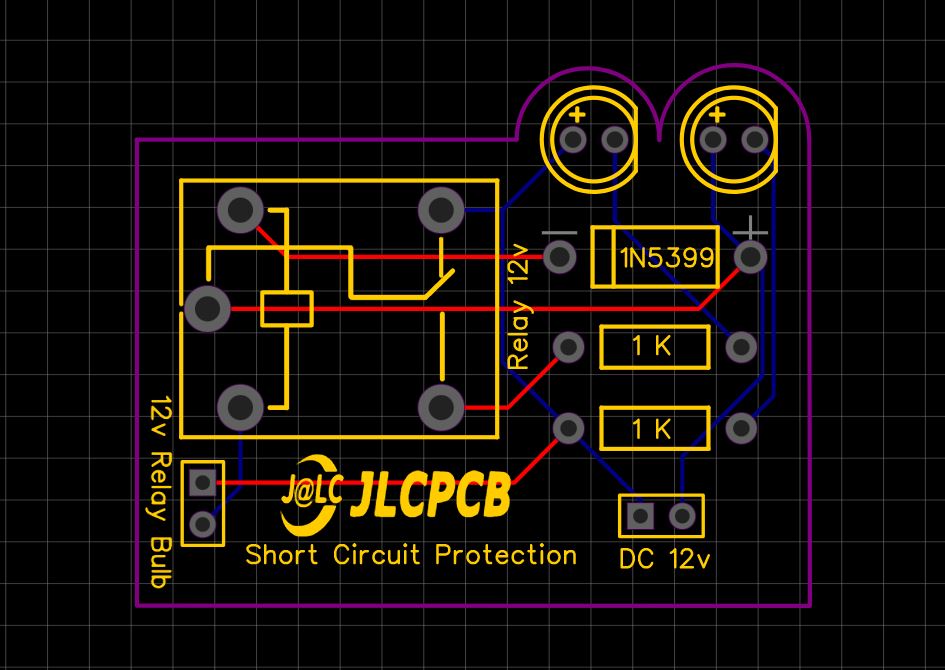 +
+
−
+
1N5399
Relay 12v
1 K
1 K
12v Relay Bulb
J@LC JLCPCB
Short Circuit Protection
DC 12v